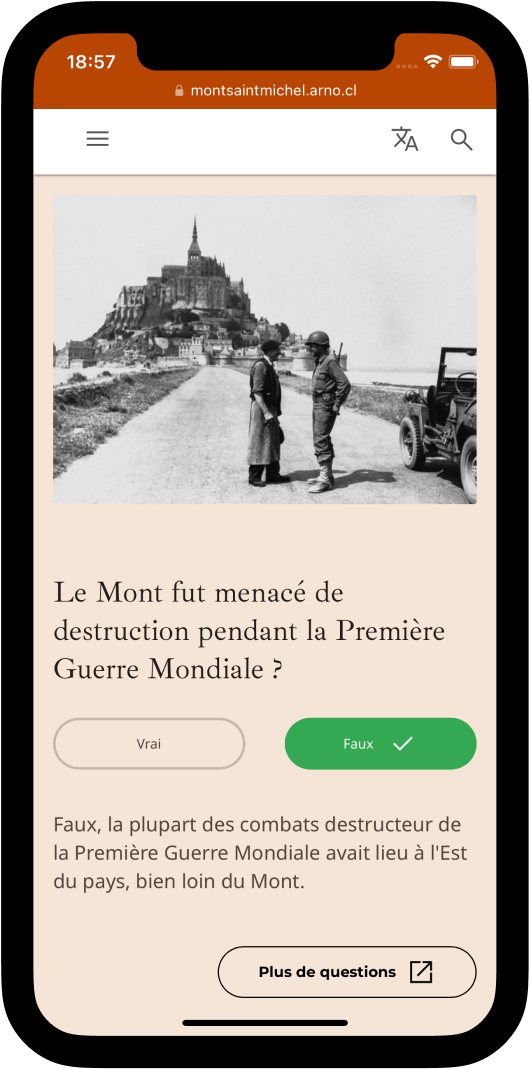 18:57
montsaintmichel.arno.cl
Le Mont fut menacé de
destruction pendant la Première
Guerre Mondiale ?
Vrai
Faux
Faux, la plupart des combats destructeur de
la Première Guerre Mondiale avait lieu à l'Est
du pays, bien loin du Mont.
Plus de questions